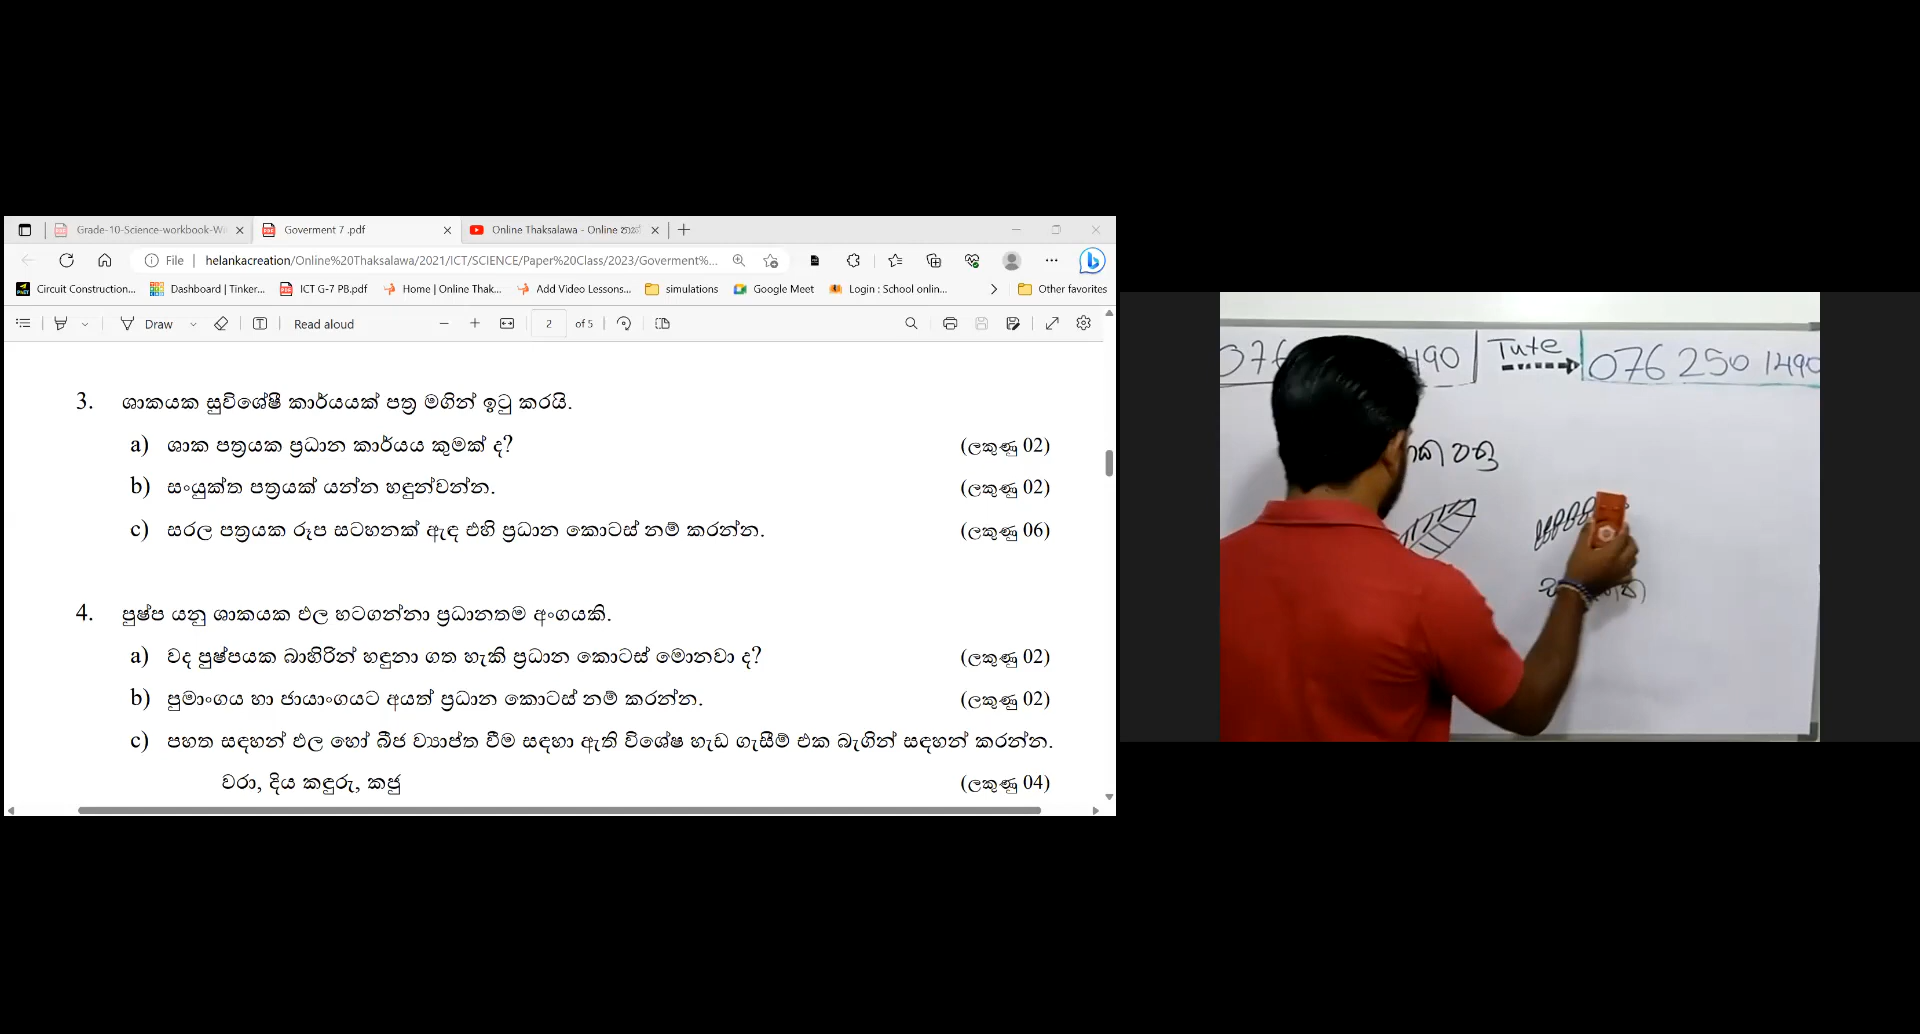 Grade-10-Science-workbook-Wi
Goverment 7 .pdf
Online Thaksalawa - Online
File
helankacreation/Online%20Thaksalawa/2021/ICT/SCIENCE/Paper%20Class/2023/Goverment%...
Circuit Construction...
Dashboard | Tinker...
ICT G-7 PB.pdf
Home | Online Thak...
Add Video Lessons...
simulations
Google Meet
Login : School onlin...
Other favorites
Draw
Read aloud
2
of 5
3. ශාකයක සුවිශේෂී කාර්යයක් පත්‍ර මගින් ඉටු කරයි.
a) ශාක පත්‍රයක ප්‍රධාන කාර්යය කුමක් ද? (ලකුණු 02)
b) සංයුක්ත පත්‍රයක් යන්න හඳුන්වන්න. (ලකුණු 02)
c) සරල පත්‍රයක රූප සටහනක් ඇඳ එහි ප්‍රධාන කොටස් නම් කරන්න. (ලකුණු 06)
4. පුෂ්ප යනු ශාකයක ඵල හටගන්නා ප්‍රධානතම අංගයකි.
a) වද පුෂ්පයක බාහිරින් හඳුනා ගත හැකි ප්‍රධාන කොටස් මොනවා ද? (ලකුණු 02)
b) පුමාංගය හා ජායාංගයට අයත් ප්‍රධාන කොටස් නම් කරන්න. (ලකුණු 02)
c) පහත සඳහන් ඵල හෝ බීජ ව්‍යාප්ත වීම සඳහා ඇති විශේෂ හැඩ ගැසීම් එක බැගින් සඳහන් කරන්න.
වරා, දිය කඳුරු, කජු (ලකුණු 04)
490
Tute
076 250 1490